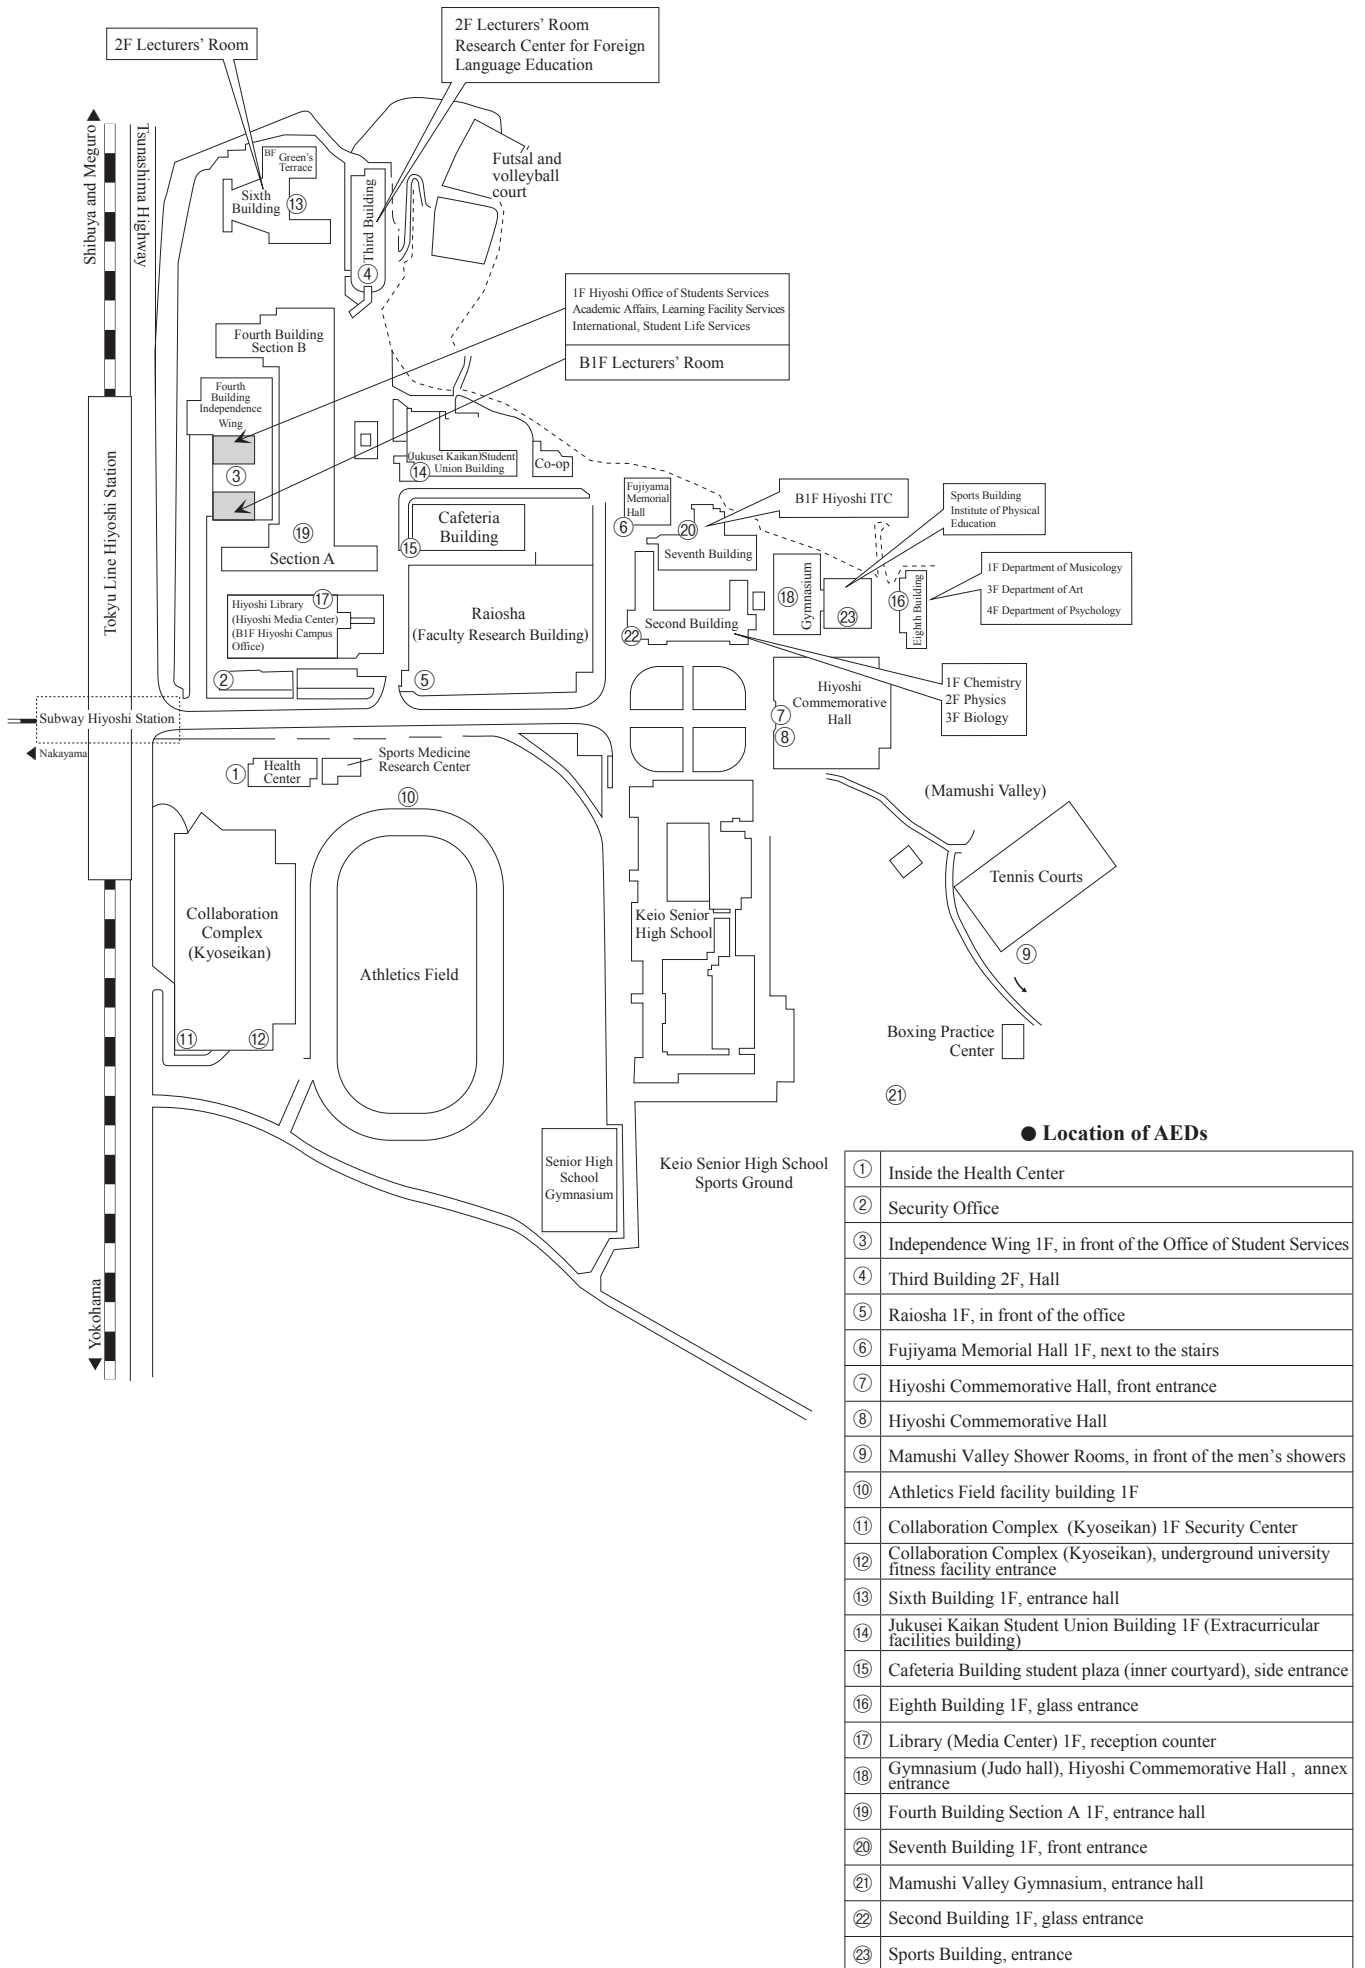 2F Lecturers' Room
2F Lecturers' Room
Research Center for Foreign
Language Education
Shibuya and Meguro
Tsunashima Highway
BF Green's
Terrace
Sixth
Building
⑬
Third Building
④
Futsal and
volleyball
court
1F Hiyoshi Office of Students Services
Academic Affairs, Learning Facility Services
International, Student Life Services
B1F Lecturers' Room
Fourth Building
Section B
Fourth
Building
Independence
Wing
③
⑲
Section A
(Jukusei Kaikan)Student
Union Building
⑭
Co-op
Cafeteria
Building
⑮
Fujiyama
Memorial
Hall
⑥
⑳
Seventh Building
B1F Hiyoshi ITC
Sports Building
Institute of Physical
Education
Gymnasium
⑱
㉓
⑯
Eighth Building
1F Department of Musicology
3F Department of Art
4F Department of Psychology
Tokyu Line Hiyoshi Station
Hiyoshi Library
⑰
(Hiyoshi Media Center)
(B1F Hiyoshi Campus
Office)
②
Raiosha
(Faculty Research Building)
⑤
Second Building
㉒
1F Chemistry
2F Physics
3F Biology
Hiyoshi
Commemorative
Hall
⑦
⑧
Subway Hiyoshi Station
Nakayama
①
Health
Center
Sports Medicine
Research Center
⑩
(Mamushi Valley)
Tennis Courts
⑨
Collaboration
Complex
(Kyoseikan)
⑪
⑫
Athletics Field
Keio Senior
High School
Boxing Practice
Center
㉑
Senior High
School
Gymnasium
Keio Senior High School
Sports Ground
Yokohama
● Location of AEDs
① Inside the Health Center
② Security Office
③ Independence Wing 1F, in front of the Office of Student Services
④ Third Building 2F, Hall
⑤ Raiosha 1F, in front of the office
⑥ Fujiyama Memorial Hall 1F, next to the stairs
⑦ Hiyoshi Commemorative Hall, front entrance
⑧ Hiyoshi Commemorative Hall
⑨ Mamushi Valley Shower Rooms, in front of the men's showers
⑩ Athletics Field facility building 1F
⑪ Collaboration Complex (Kyoseikan) 1F Security Center
⑫ Collaboration Complex (Kyoseikan), underground university
fitness facility entrance
⑬ Sixth Building 1F, entrance hall
⑭ Jukusei Kaikan Student Union Building 1F (Extracurricular
facilities building)
⑮ Cafeteria Building student plaza (inner courtyard), side entrance
⑯ Eighth Building 1F, glass entrance
⑰ Library (Media Center) 1F, reception counter
⑱ Gymnasium (Judo hall), Hiyoshi Commemorative Hall , annex
entrance
⑲ Fourth Building Section A 1F, entrance hall
⑳ Seventh Building 1F, front entrance
㉑ Mamushi Valley Gymnasium, entrance hall
㉒ Second Building 1F, glass entrance
㉓ Sports Building, entrance